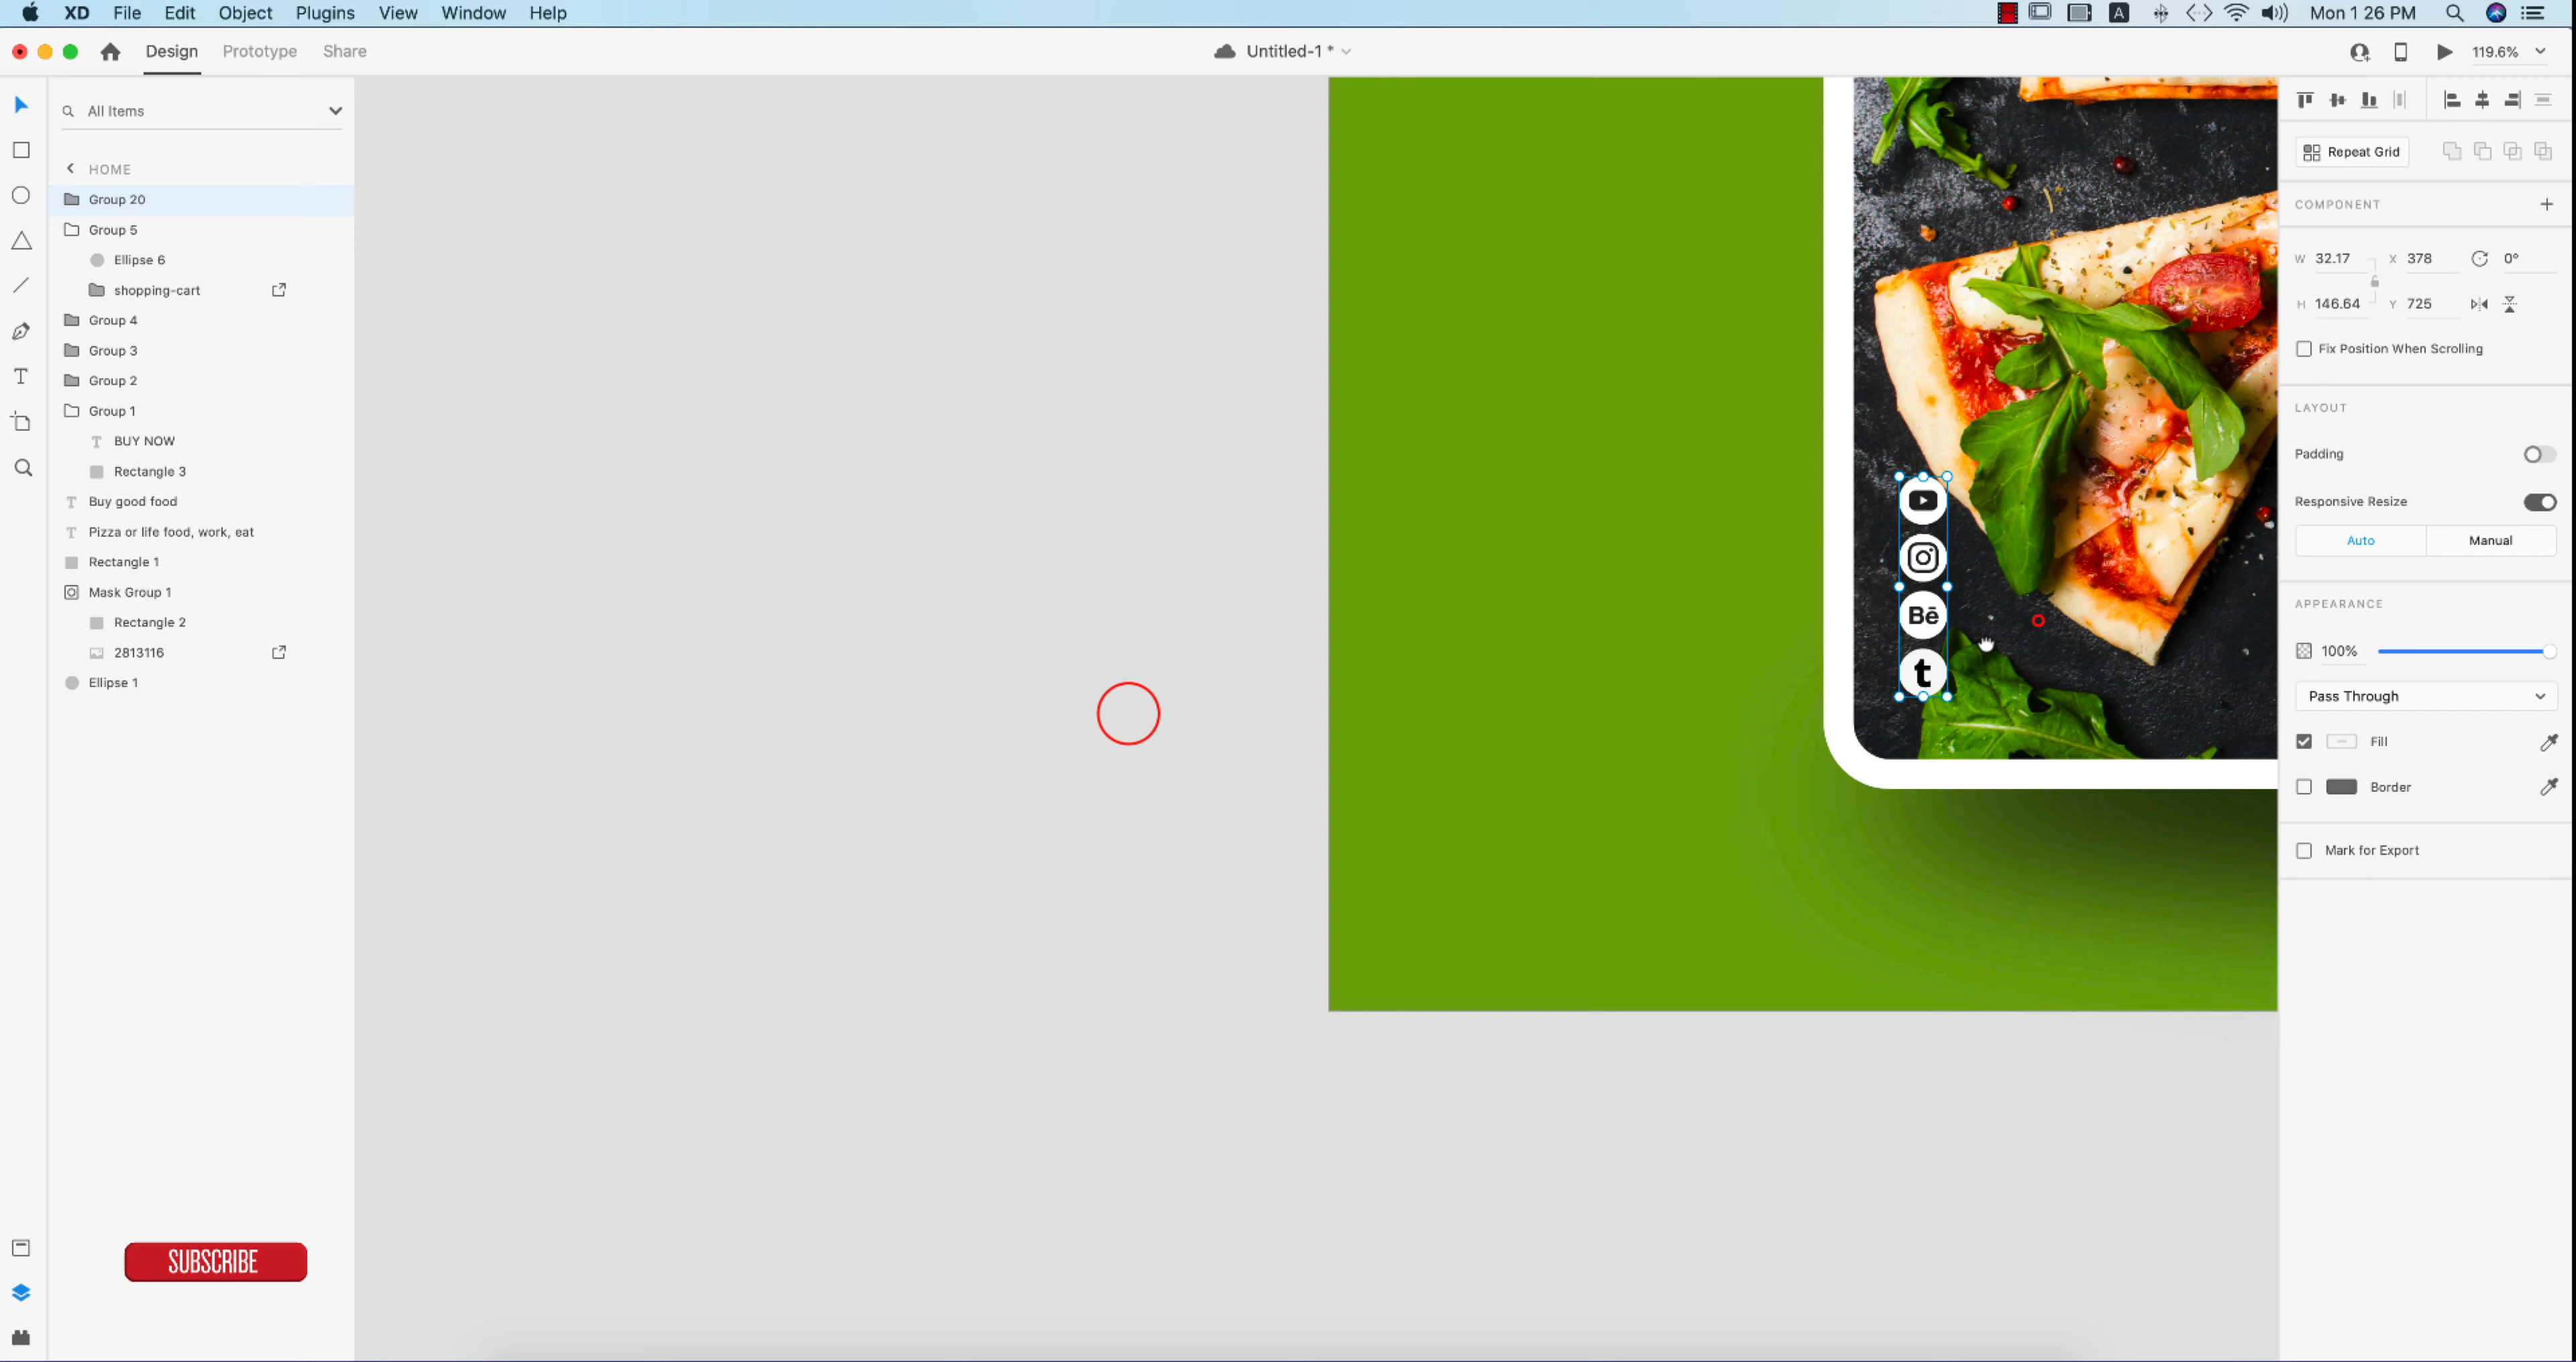 XD File Edit Object Plugins View Window Help
A Mon 1 26 PM
Design Prototype Share
Untitled-1 *
119.6%
All Items
HOME
Group 20
Group 5
Ellipse 6
shopping-cart
Group 4
Group 3
Group 2
Group 1
BUY NOW
Rectangle 3
Buy good food
Pizza or life food, work, eat
Rectangle 1
Mask Group 1
Rectangle 2
2813116
Ellipse 1
SUBSCRIBE
Bē
t
Repeat Grid
COMPONENT
W 32.17 X 378 0°
H 146.64 Y 725
Fix Position When Scrolling
LAYOUT
Padding
Responsive Resize
Auto Manual
APPEARANCE
100%
Pass Through
Fill
Border
Mark for Export